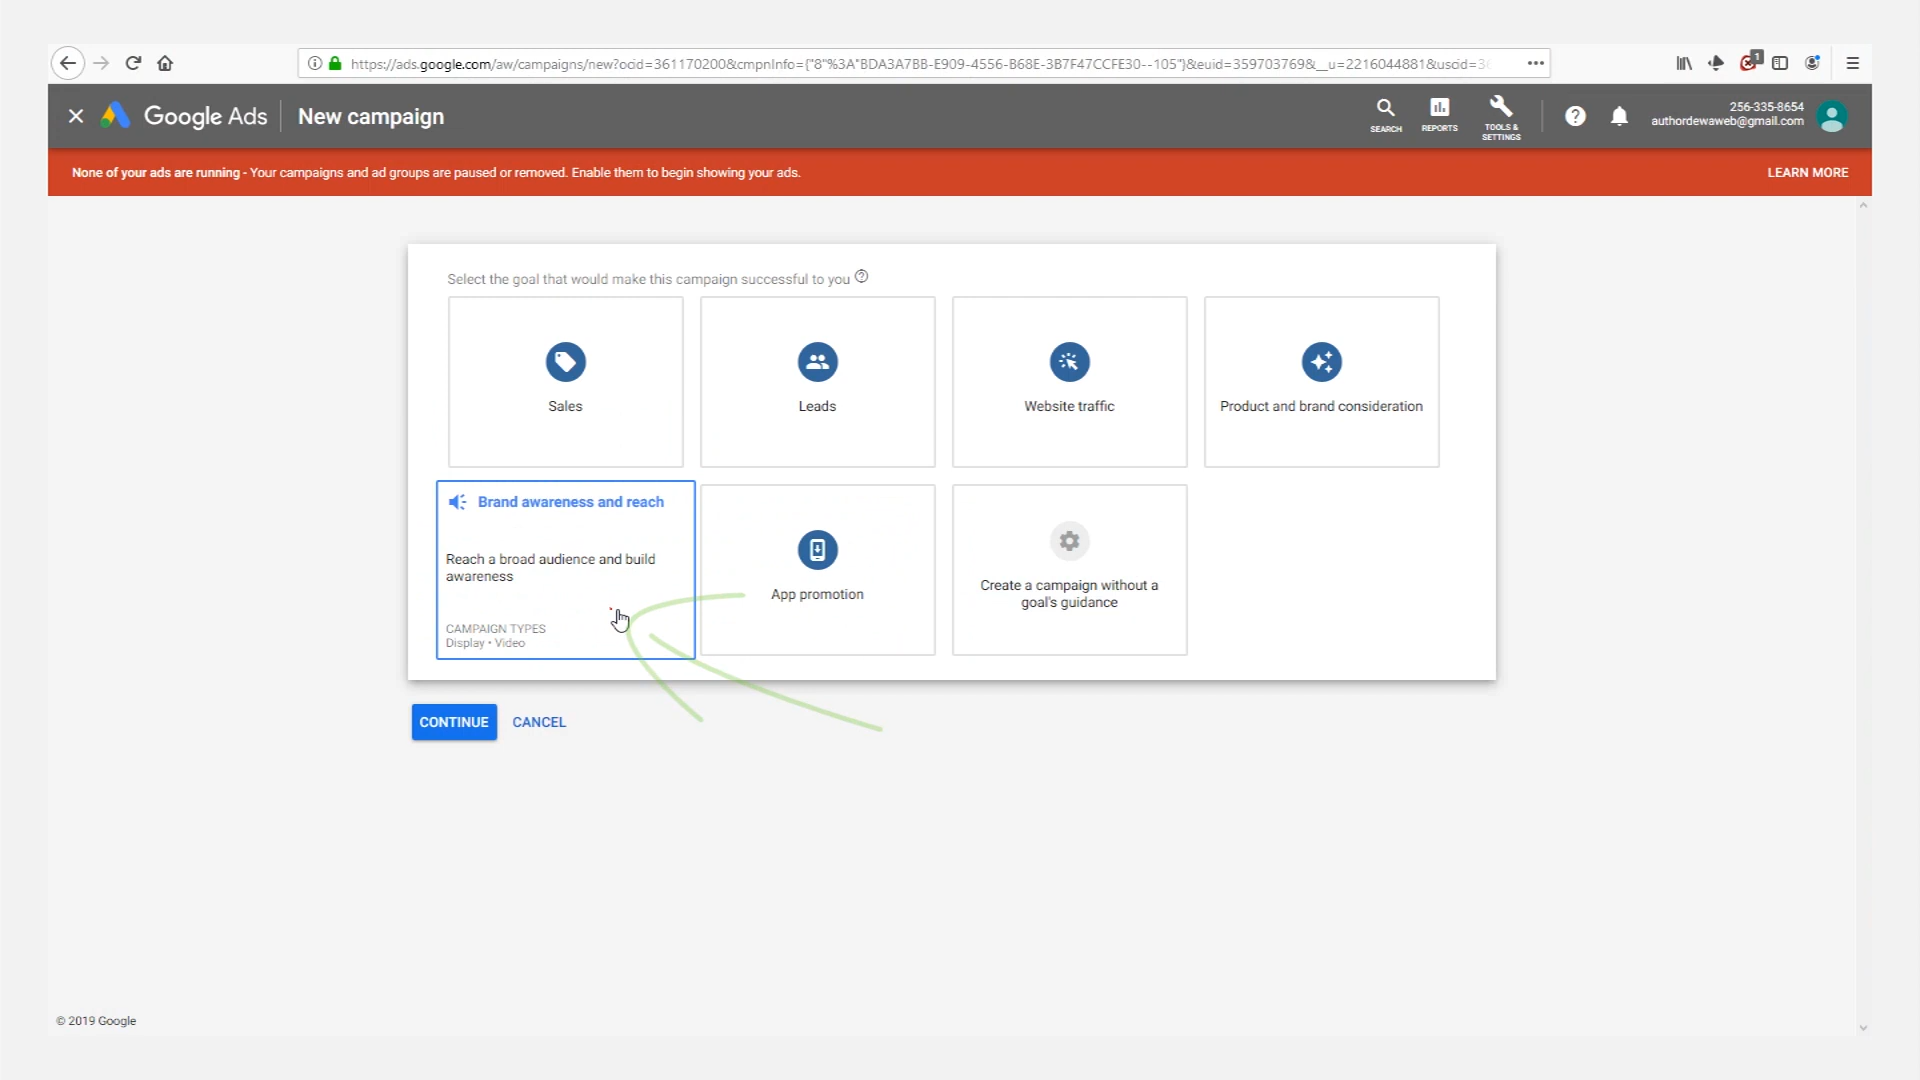 https://ads.google.com/aw/campaigns/new?ocid=361170200&cmpnInfo={"8"%3A"BDA3A7BB-E909-4556-B68E-3B7F47CCFE30--105"}&euid=359703769&__u=2216044881&uscid=3
1
Google Ads
New campaign
SEARCH
REPORTS
TOOLS &
SETTINGS
256-335-8654
authordewaweb@gmail.com
None of your ads are running - Your campaigns and ad groups are paused or removed. Enable them to begin showing your ads.
LEARN MORE
Select the goal that would make this campaign successful to you
Sales
Leads
Website traffic
Product and brand consideration
Brand awareness and reach
Reach a broad audience and build
awareness
CAMPAIGN TYPES
Display • Video
App promotion
Create a campaign without a
goal's guidance
CONTINUE
CANCEL
© 2019 Google